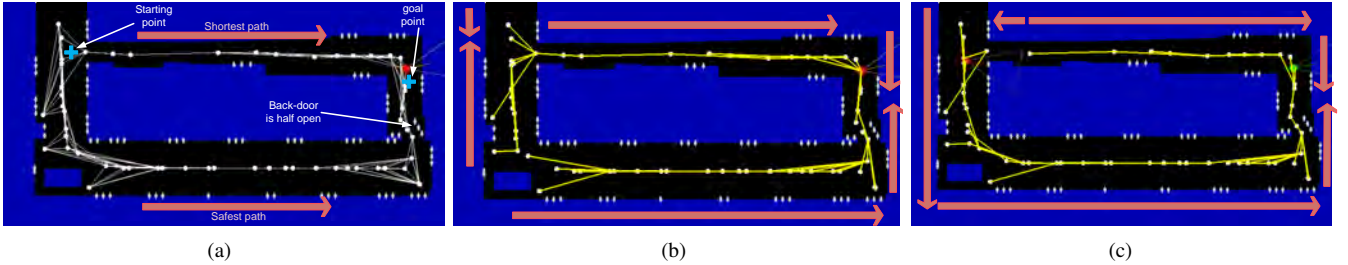 Starting
point
Shortest path
goal
point
Back-door
is half open
Safest path
(a)
(b)
(c)